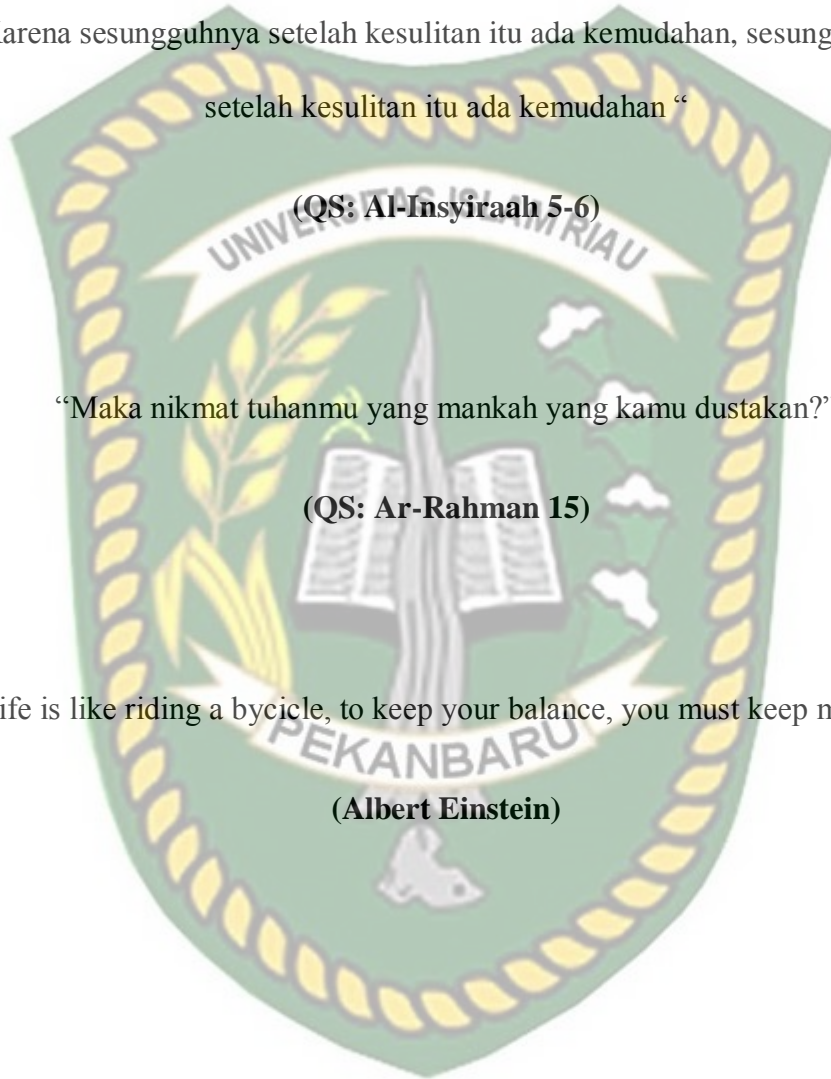 arena sesungguhnya setelah kesulitan itu ada kemudahan, sesung
setelah kesulitan itu ada kemudahan “
(QS: Al-Insyiraah 5-6)
UNIVERSITAS ISLAM RIAU
“Maka nikmat tuhanmu yang mankah yang kamu dustakan?”
(QS: Ar-Rahman 15)
ife is like riding a bycicle, to keep your balance, you must keep m
PEKANBARU
(Albert Einstein)